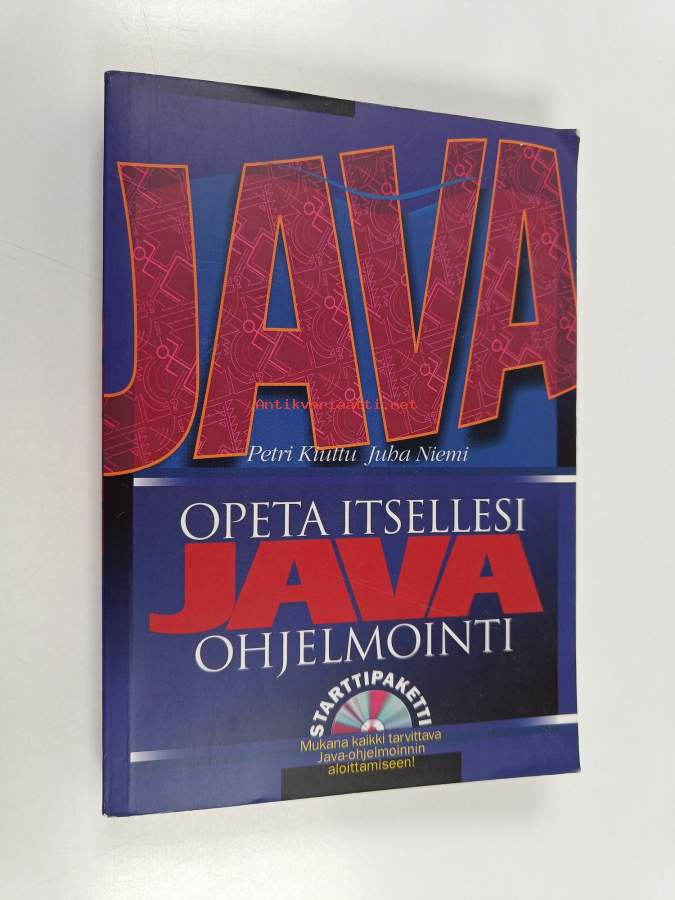 JAVA
Antikvariaatti.net
Petri Kiuttu Juha Niemi
OPETA ITSELLESI
JAVA
OHJELMOINTI
STARTTIPAKETTI
Mukana kaikki tarvittava
Java-ohjelmoinnin
aloittamiseen!